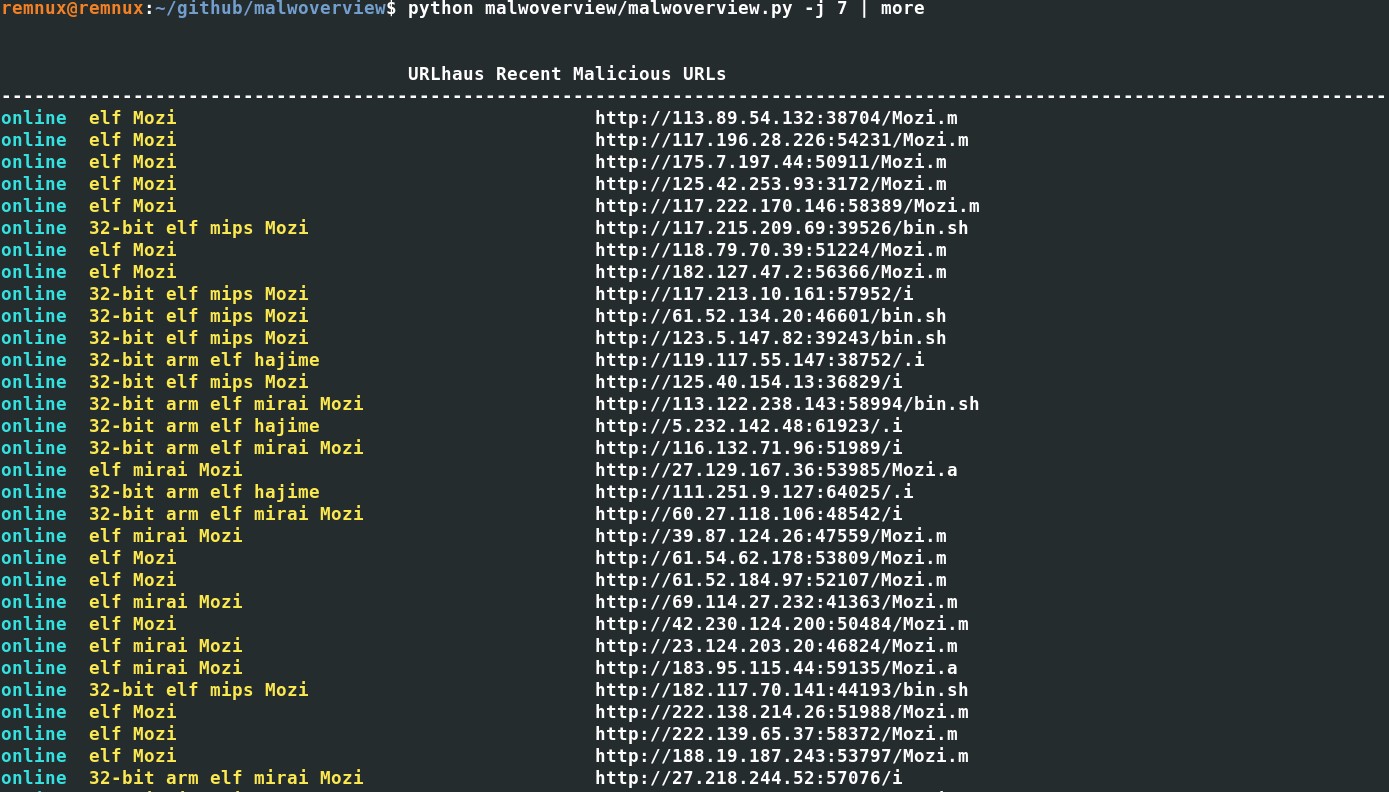 remnux@remnux:~/github/malwoverview$ python malwoverview/malwoverview.py -j 7 | more
URLhaus Recent Malicious URLs
-----------------------------------------------------------------------------------------------------------------------------
online  elf Mozi                                      http://113.89.54.132:38704/Mozi.m
online  elf Mozi                                      http://117.196.28.226:54231/Mozi.m
online  elf Mozi                                      http://175.7.197.44:50911/Mozi.m
online  elf Mozi                                      http://125.42.253.93:3172/Mozi.m
online  elf Mozi                                      http://117.222.170.146:58389/Mozi.m
online  32-bit elf mips Mozi                          http://117.215.209.69:39526/bin.sh
online  elf Mozi                                      http://118.79.70.39:51224/Mozi.m
online  elf Mozi                                      http://182.127.47.2:56366/Mozi.m
online  32-bit elf mips Mozi                          http://117.213.10.161:57952/i
online  32-bit elf mips Mozi                          http://61.52.134.20:46601/bin.sh
online  32-bit elf mips Mozi                          http://123.5.147.82:39243/bin.sh
online  32-bit arm elf hajime                         http://119.117.55.147:38752/.i
online  32-bit elf mips Mozi                          http://125.40.154.13:36829/i
online  32-bit arm elf mirai Mozi                     http://113.122.238.143:58994/bin.sh
online  32-bit arm elf hajime                         http://5.232.142.48:61923/.i
online  32-bit arm elf mirai Mozi                     http://116.132.71.96:51989/i
online  elf mirai Mozi                                http://27.129.167.36:53985/Mozi.a
online  32-bit arm elf hajime                         http://111.251.9.127:64025/.i
online  32-bit arm elf mirai Mozi                     http://60.27.118.106:48542/i
online  elf mirai Mozi                                http://39.87.124.26:47559/Mozi.m
online  elf Mozi                                      http://61.54.62.178:53809/Mozi.m
online  elf Mozi                                      http://61.52.184.97:52107/Mozi.m
online  elf mirai Mozi                                http://69.114.27.232:41363/Mozi.m
online  elf Mozi                                      http://42.230.124.200:50484/Mozi.m
online  elf mirai Mozi                                http://23.124.203.20:46824/Mozi.m
online  elf mirai Mozi                                http://183.95.115.44:59135/Mozi.a
online  32-bit elf mips Mozi                          http://182.117.70.141:44193/bin.sh
online  elf Mozi                                      http://222.138.214.26:51988/Mozi.m
online  elf Mozi                                      http://222.139.65.37:58372/Mozi.m
online  elf Mozi                                      http://188.19.187.243:53797/Mozi.m
online  32-bit arm elf mirai Mozi                     http://27.218.244.52:57076/i